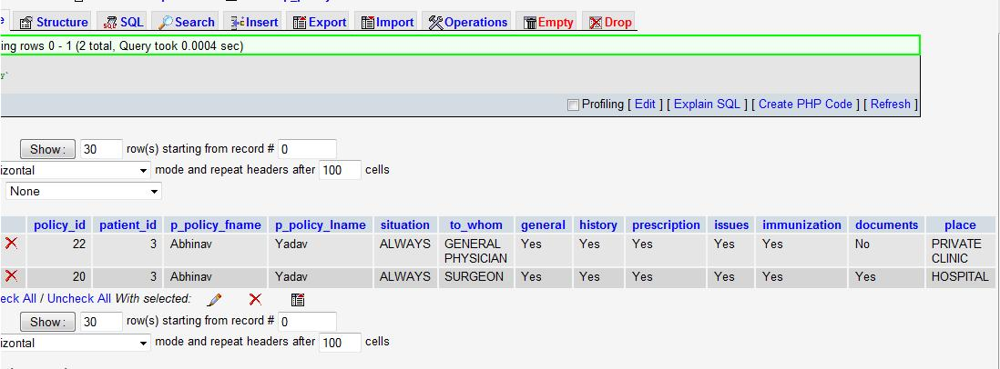 Structure SQL Search Insert Export Import Operations Empty Drop
ing rows 0 - 1 (2 total, Query took 0.0004 sec)
y`
Profiling [ Edit ] [ Explain SQL ] [ Create PHP Code ] [ Refresh ]
Show : 30 row(s) starting from record # 0
izontal mode and repeat headers after 100 cells
None
policy_id patient_id p_policy_fname p_policy_lname situation to_whom general history prescription issues immunization documents place
22 3 Abhinav Yadav ALWAYS GENERAL PHYSICIAN Yes Yes Yes Yes Yes No PRIVATE CLINIC
20 3 Abhinav Yadav ALWAYS SURGEON Yes Yes Yes Yes Yes Yes HOSPITAL
eck All / Uncheck All With selected:
Show : 30 row(s) starting from record # 0
izontal mode and repeat headers after 100 cells